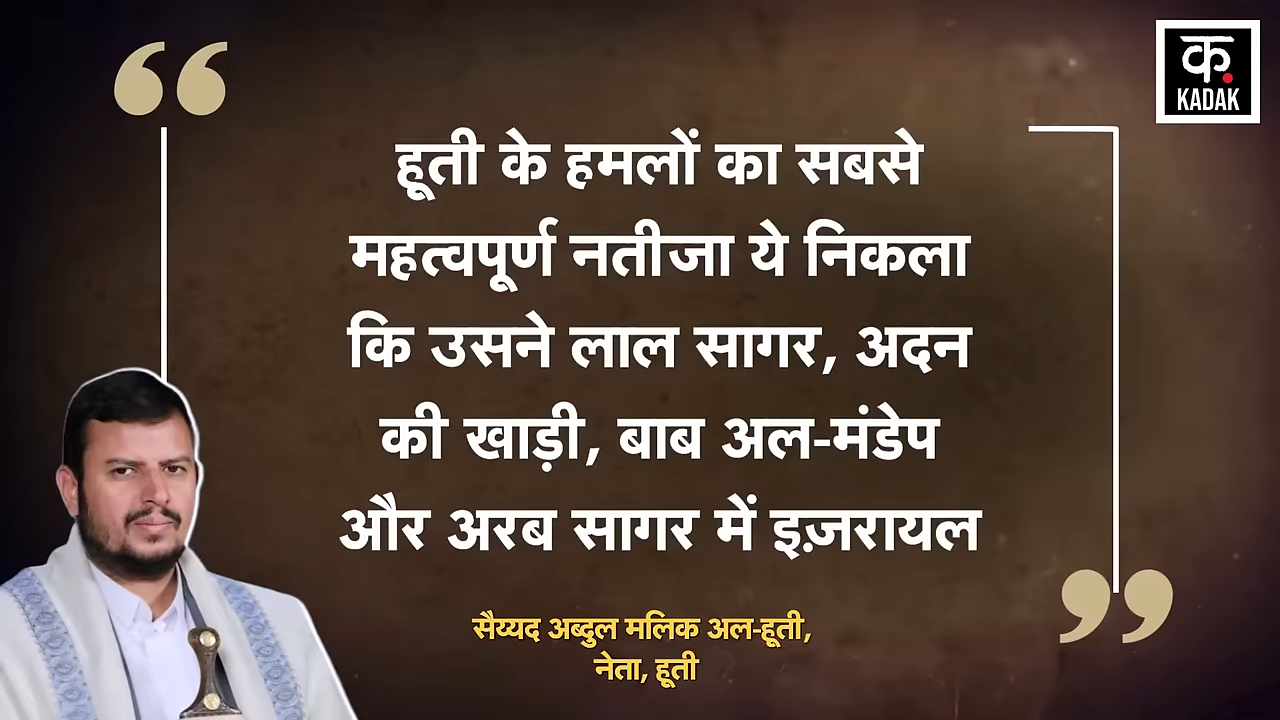 क
KADAK
हूती के हमलों का सबसे
महत्वपूर्ण नतीजा ये निकला
कि उसने लाल सागर, अदन
की खाड़ी, बाब अल-मंडेप
और अरब सागर में इज़रायल
सैय्यद अब्दुल मलिक अल-हूती,
नेता, हूती